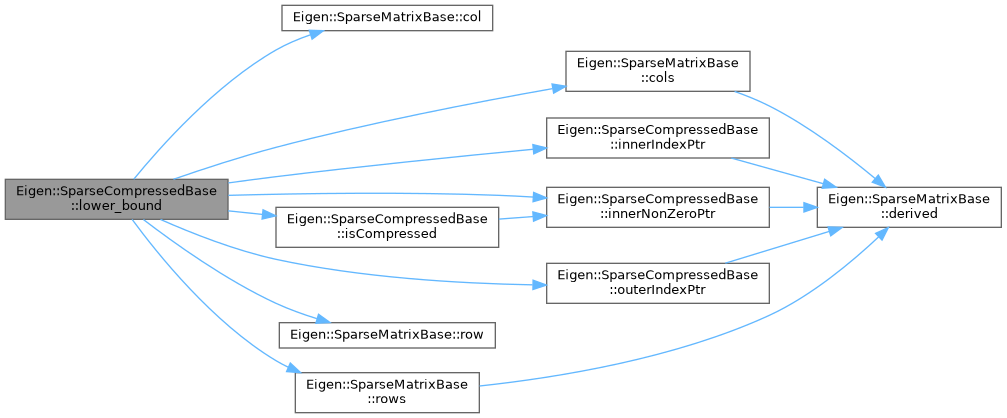 Eigen::SparseMatrixBase::col
Eigen::SparseMatrixBase
::cols
Eigen::SparseCompressedBase
::innerIndexPtr
Eigen::SparseCompressedBase
::lower_bound
Eigen::SparseCompressedBase
::isCompressed
Eigen::SparseCompressedBase
::innerNonZeroPtr
Eigen::SparseMatrixBase
::derived
Eigen::SparseCompressedBase
::outerIndexPtr
Eigen::SparseMatrixBase::row
Eigen::SparseMatrixBase
::rows